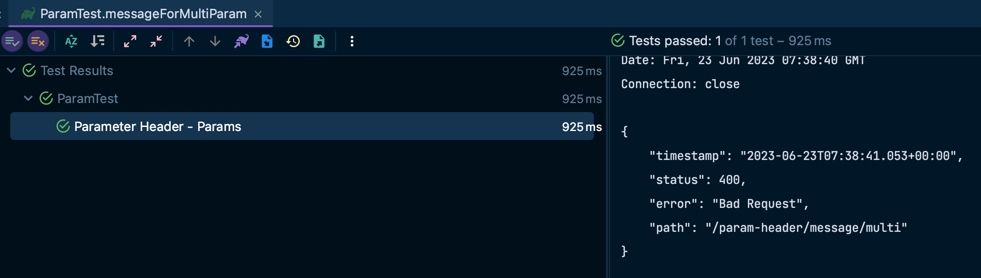 ParamTest.messageForMultiParam ×
Tests passed: 1 of 1 test – 925 ms
Test Results 925 ms
ParamTest 925 ms
Parameter Header - Params 925 ms
Date: Fri, 23 Jun 2023 07:38:40 GMT
Connection: close
{
"timestamp": "2023-06-23T07:38:41.053+00:00",
"status": 400,
"error": "Bad Request",
"path": "/param-header/message/multi"
}